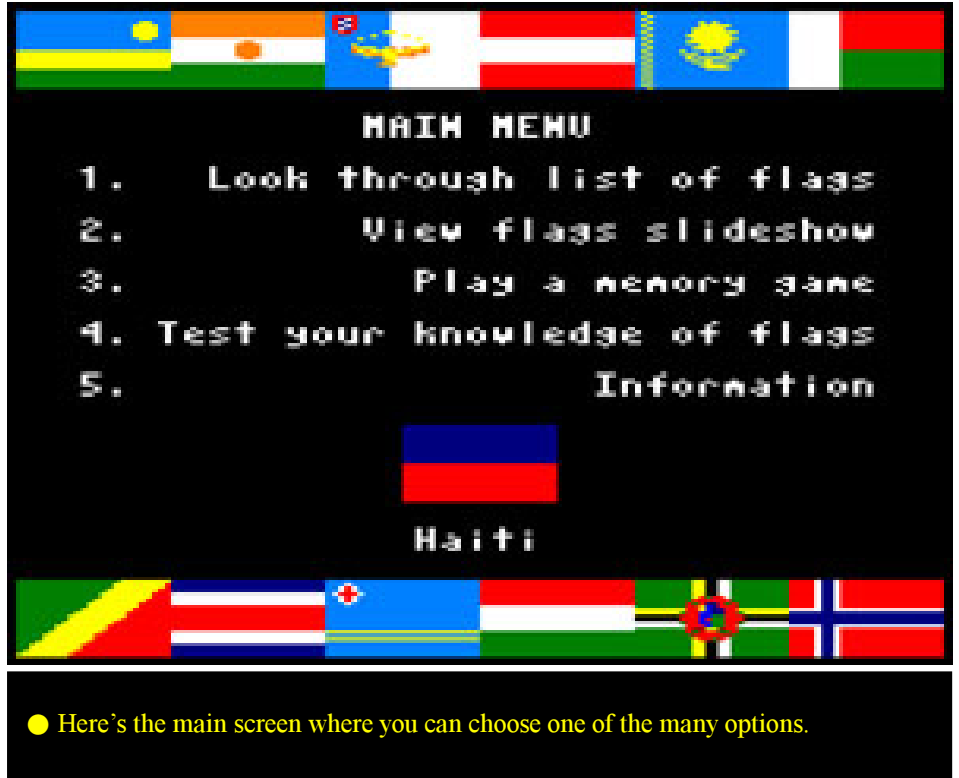 MAIN MENU
1. Look through list of flags
2. View flags slideshow
3. Play a memory game
4. Test your knowledge of flags
5. Information
Haiti
● Here’s the main screen where you can choose one of the many options.